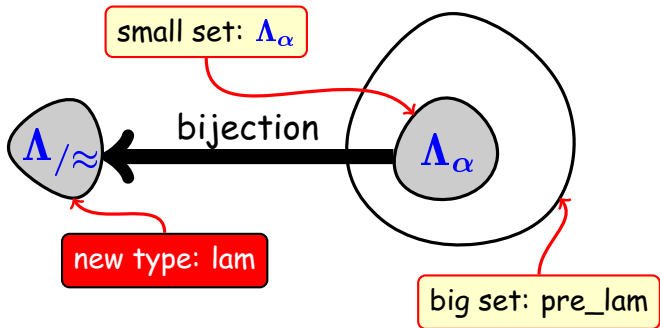 small set: Λα
bijection
Λ/≈
Λα
new type: lam
big set: pre_lam